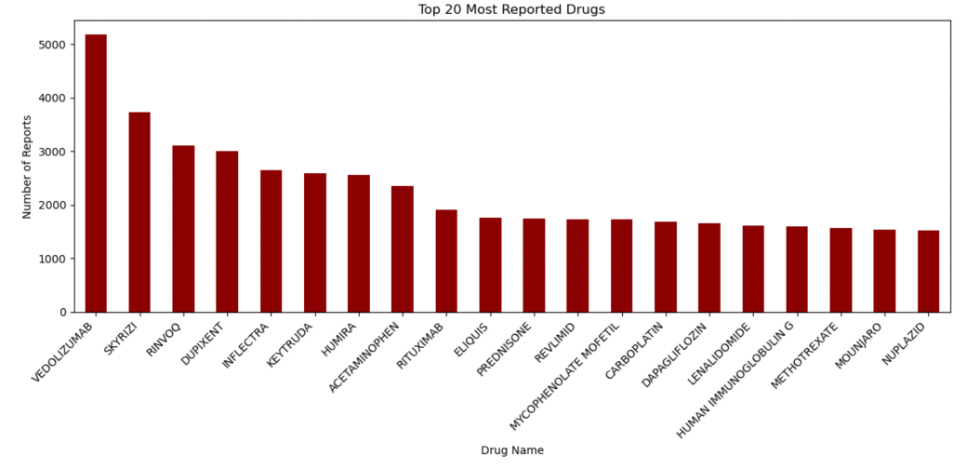 Top 20 Most Reported Drugs
Number of Reports
5000
4000
3000
2000
1000
0
VEDOLIZUMAB
SKYRIZI
RINVOQ
DUPIXENT
INFLECTRA
KEYTRUDA
HUMIRA
ACETAMINOPHEN
RITUXIMAB
ELIQUIS
PREDNISONE
REVLIMID
MYCOPHENOLATE MOFETIL
CARBOPLATIN
DAPAGLIFLOZIN
LENALIDOMIDE
HUMAN IMMUNOGLOBULIN G
METHOTREXATE
MOUNJARO
NUPLAZID
Drug Name